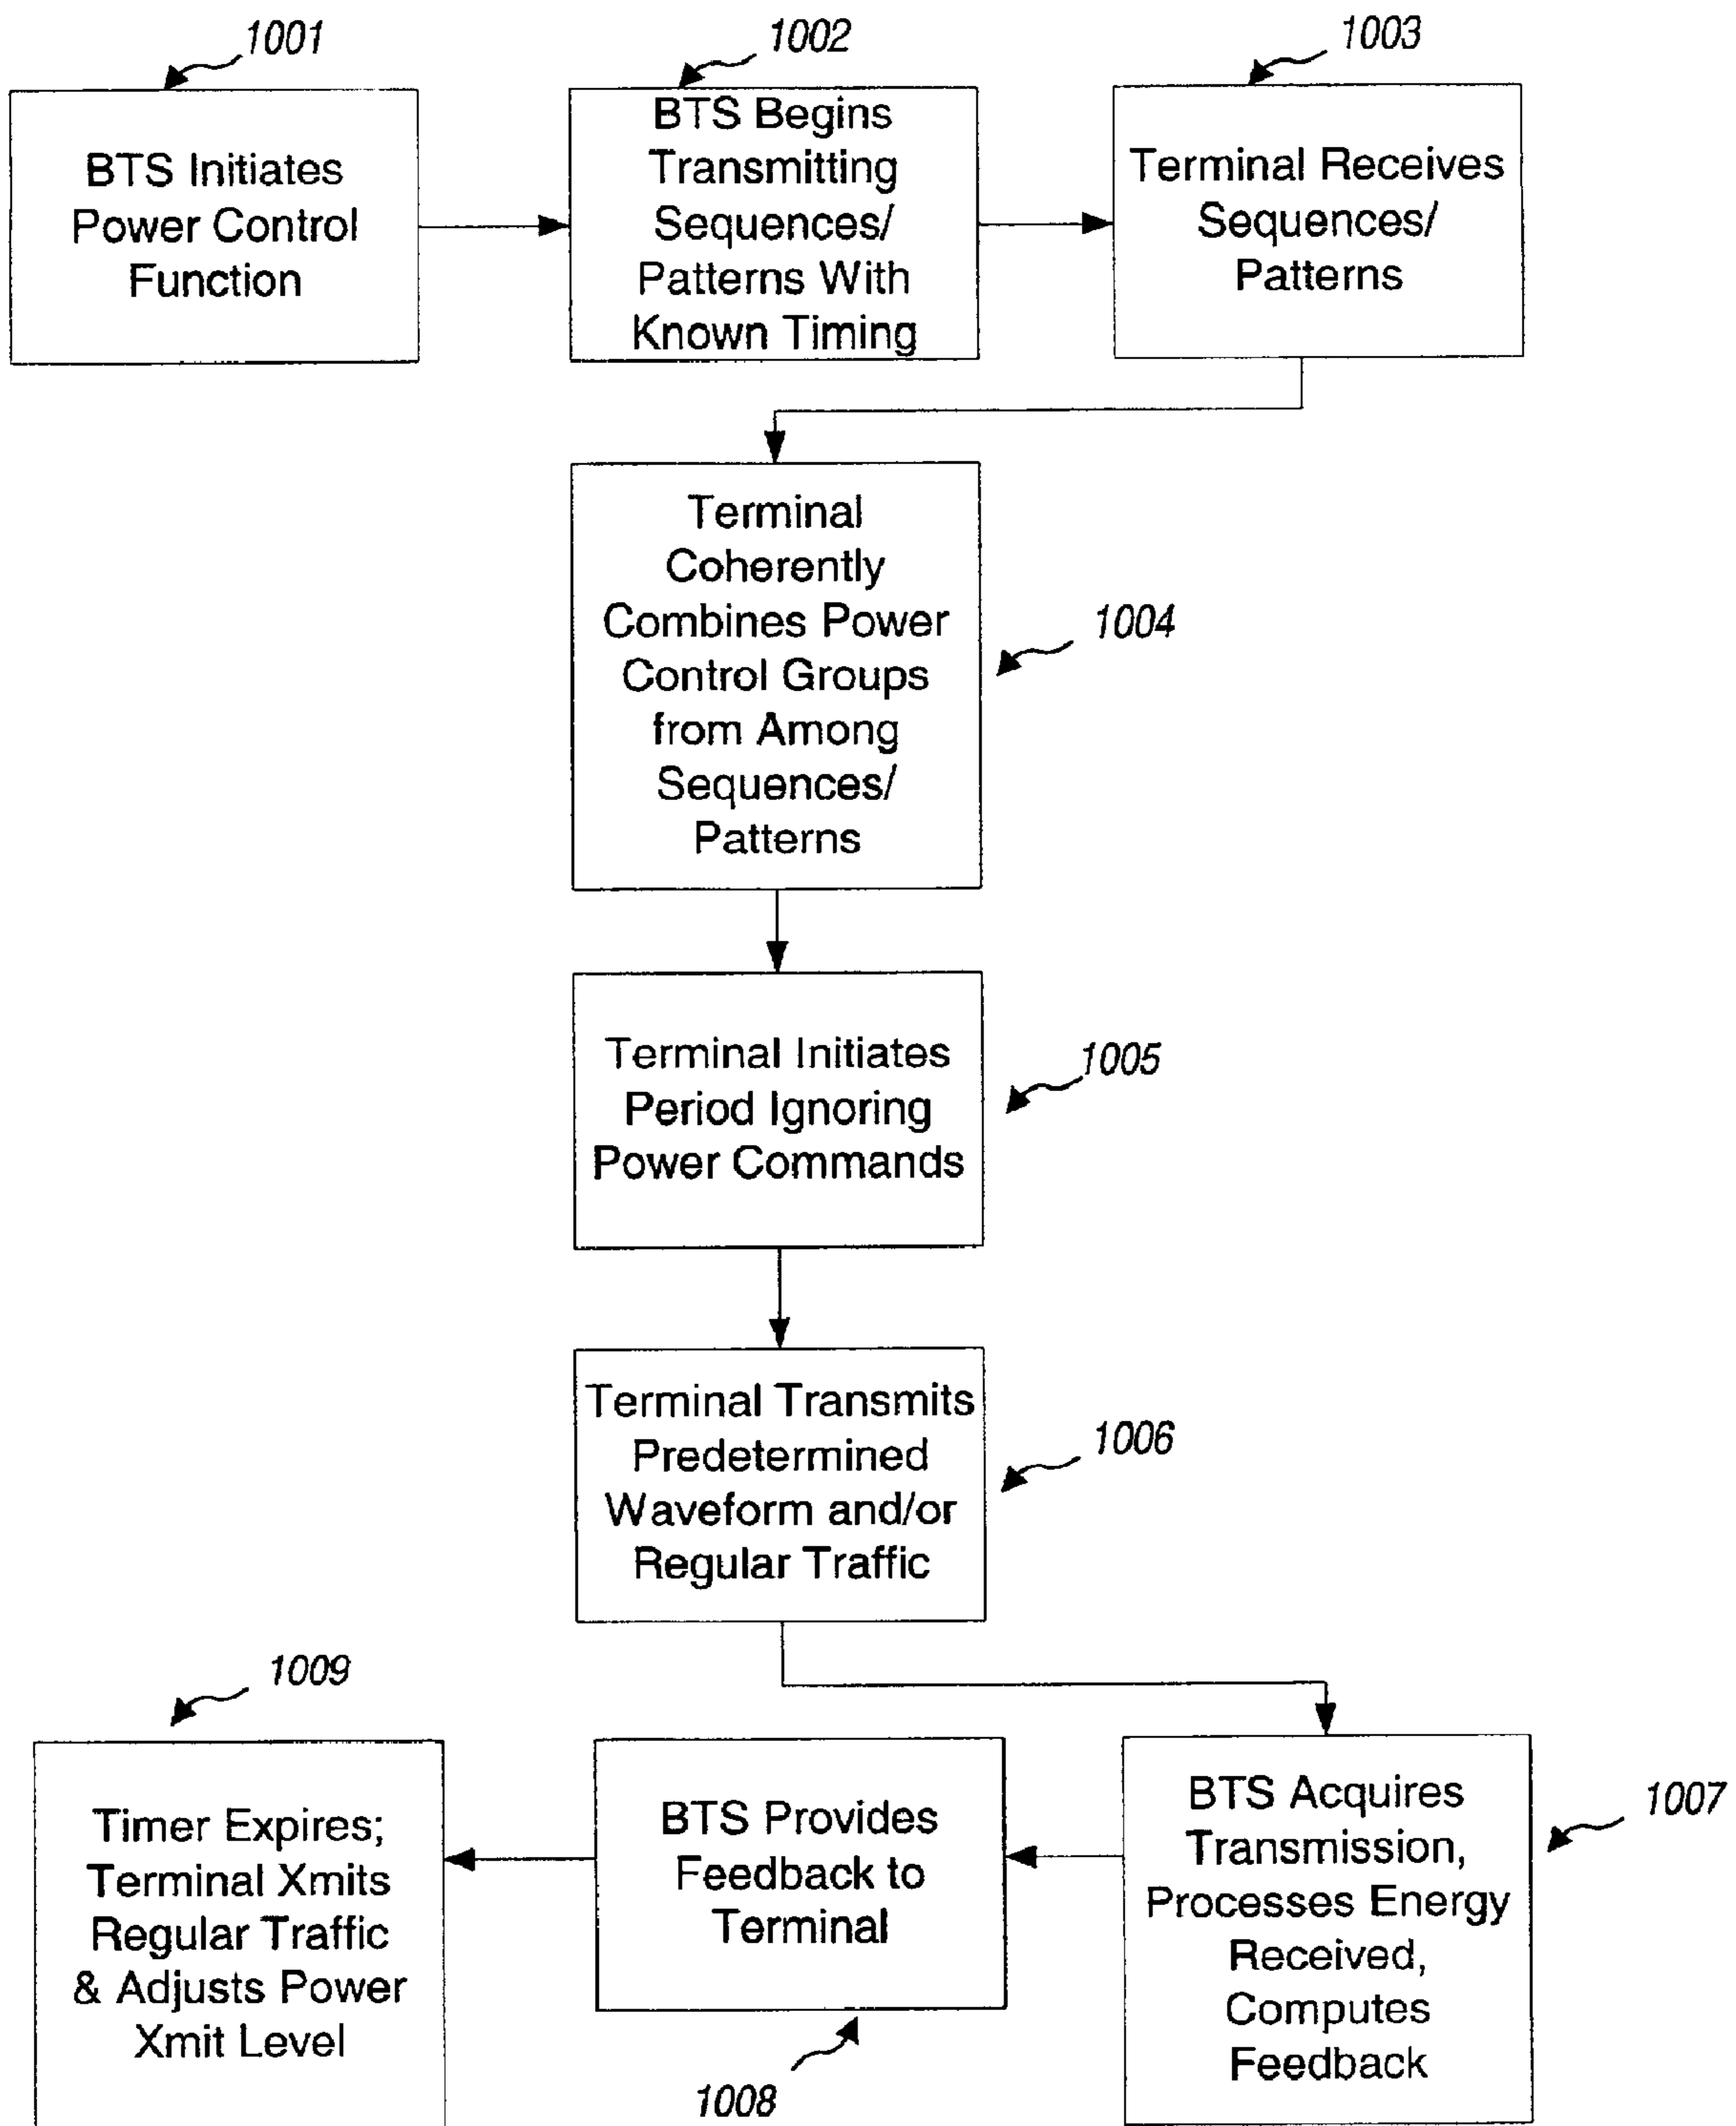 1001
BTS Initiates
Power Control
Function
1002
BTS Begins
Transmitting
Sequences/
Patterns With
Known Timing
1003
Terminal Receives
Sequences/
Patterns
Terminal
Coherently
Combines Power
Control Groups
from Among
Sequences/
Patterns
1004
Terminal Initiates
Period Ignoring
Power Commands
1005
Terminal Transmits
Predetermined
Waveform and/or
Regular Traffic
1006
BTS Acquires
Transmission,
Processes Energy
Received,
Computes
Feedback
1007
BTS Provides
Feedback to
Terminal
1008
1009
Timer Expires;
Terminal Xmits
Regular Traffic
& Adjusts Power
Xmit Level